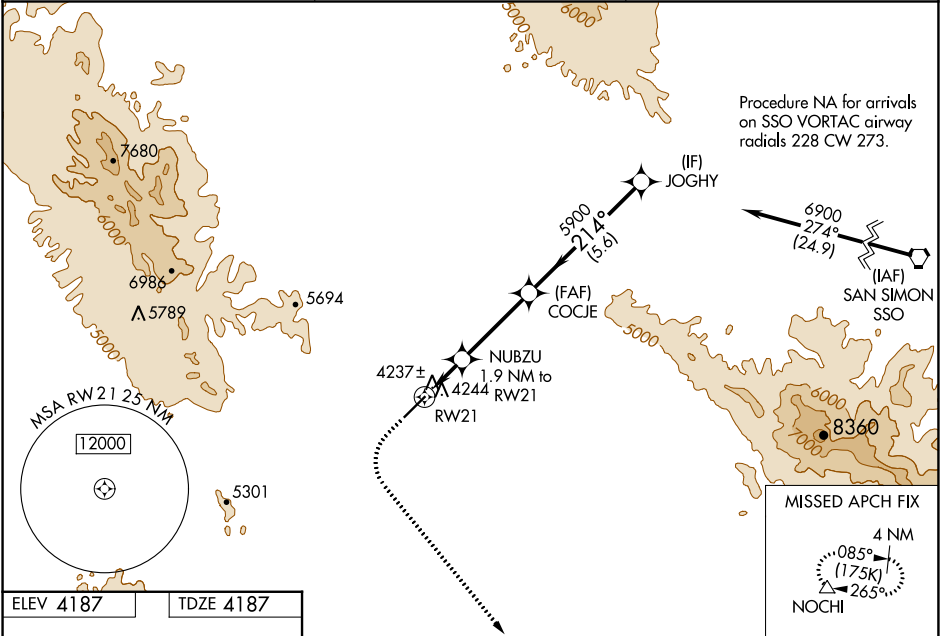 6000
7680
6000
6986
5789
5000
5694
Procedure NA for arrivals
on SSO VORTAC airway
radials 228 CW 273.
(IF)
JOGHY
5900
214°
(5.6)
6900
274°
(24.9)
(IAF)
SAN SIMON
SSO
(FAF)
COCJE
5000
NUBZU
1.9 NM to
RW21
4237±
4244
RW21
6000
7000
8360
MSA RW21 25 NM
12000
5301
MISSED APCH FIX
4 NM
085°
(175K)
265°
NOCHI
ELEV 4187
TDZE 4187